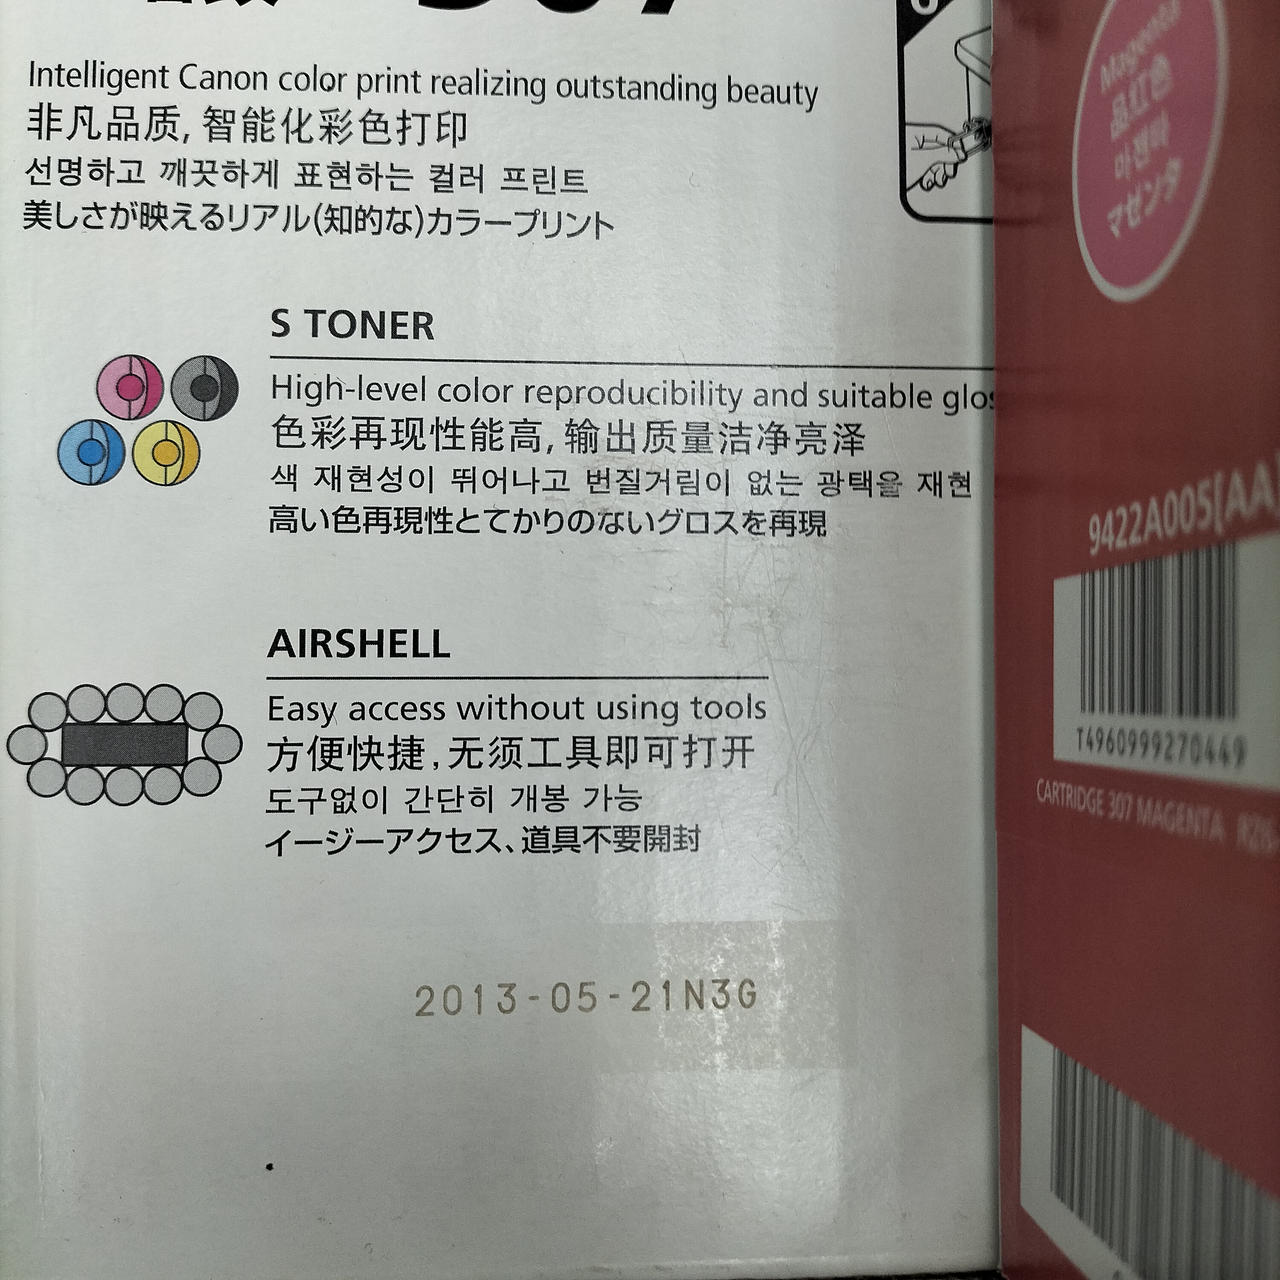 307
Intelligent Canon color print realizing outstanding beauty
非凡品质, 智能化彩色打印
선명하고 깨끗하게 표현하는 컬러 프린트
美しさが映えるリアル(知的な)カラープリント
S TONER
High-level color reproducibility and suitable glos
色彩再现性能高, 输出质量洁净亮泽
색 재현성이 뛰어나고 번질거림이 없는 광택을 재현
高い色再現性とてかりのないグロスを再現
AIRSHELL
Easy access without using tools
方便快捷, 无须工具即可打开
도구없이 간단히 개봉 가능
イージーアクセス、道具不要開封
2013-05-21N3G
Magenta
品红色
마젠타
マゼンタ
9422A005[AA]
T4960999270449
CARTRIDGE 307 MAGENTA